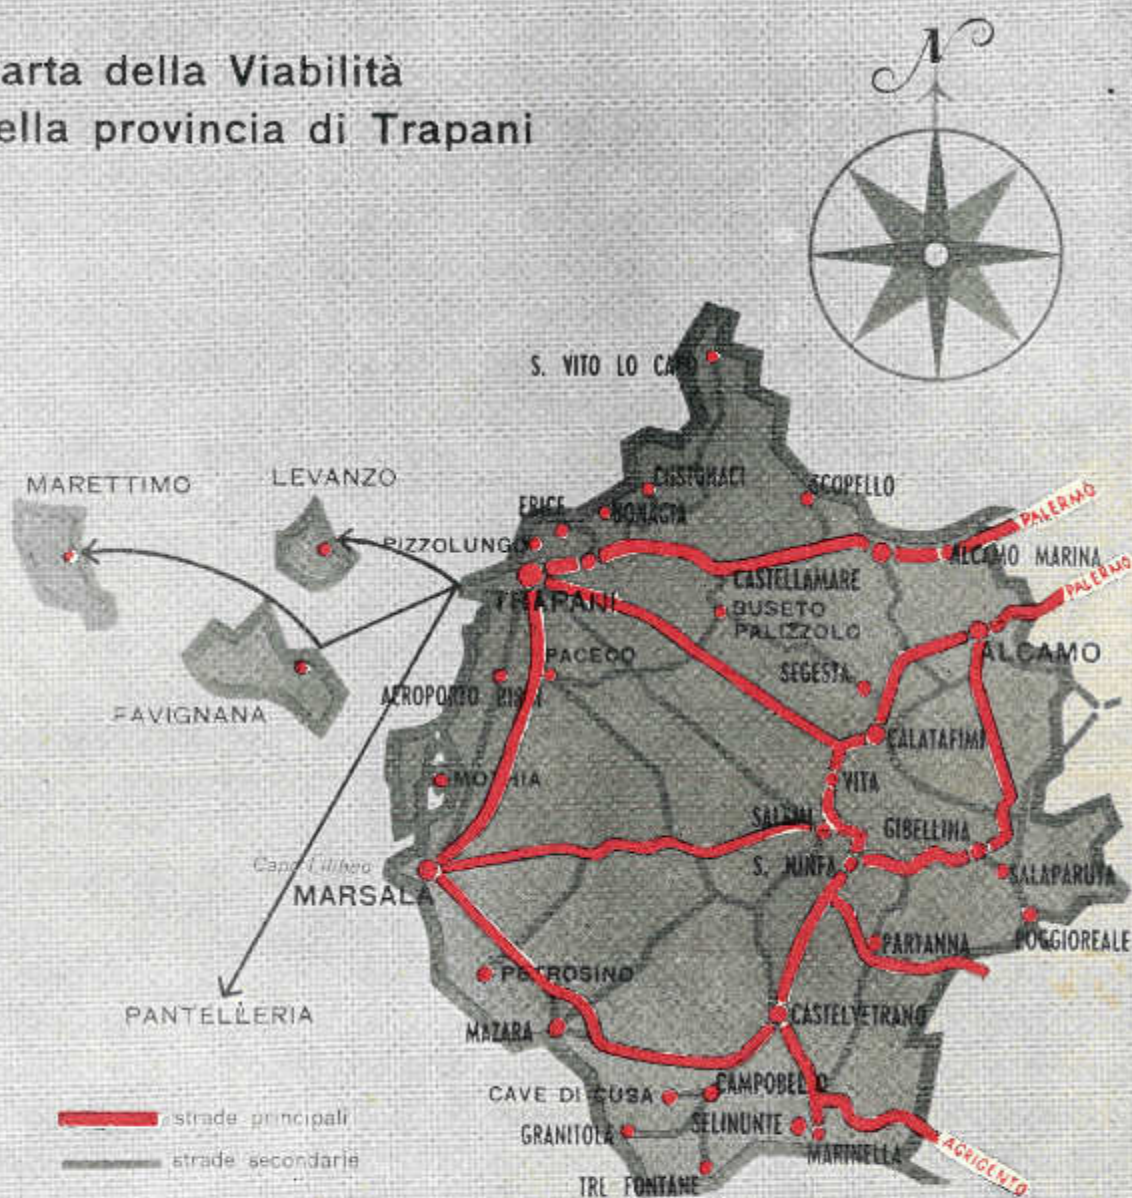 arta della Viabilità
ella provincia di Trapani
N
S. VITO LO CAPO
MARETTIMO
LEVANZO
CUSTONACI
SCOPELLO
ERICE
BONAGIA
PALERMO
PIZZOLUNGO
ALCAMO MARINA
CASTELLAMARE
PALERMO
TRAPANI
BUSETO
PALIZZOLO
PACECO
ALCAMO
SEGESTA
AEROPORTO BIRGI
FAVIGNANA
CALATAFIMI
MOTHIA
VITA
SALEMI
GIBELLINA
Capo Lilibeo
S. NINFA
SALAPARUTA
MARSALA
PARTANNA
POGGIOREALE
PETROSINO
PANTELLERIA
CASTELVETRANO
MAZARA
CAVE DI CUSA
CAMPOBELLO
strade principali
SELINUNTE
GRANITOLA
MARINELLA
AGRIGENTO
strade secondarie
TRE FONTANE